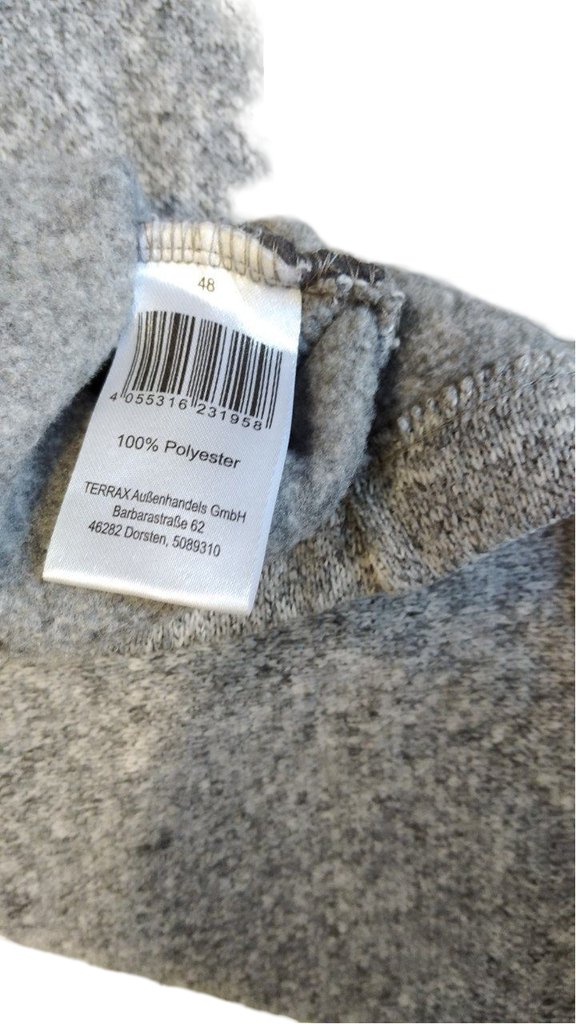 48
4 055316 231958
100% Polyester
TERRAX Außenhandels GmbH
Barbarastraße 62
46282 Dorsten, 5089310